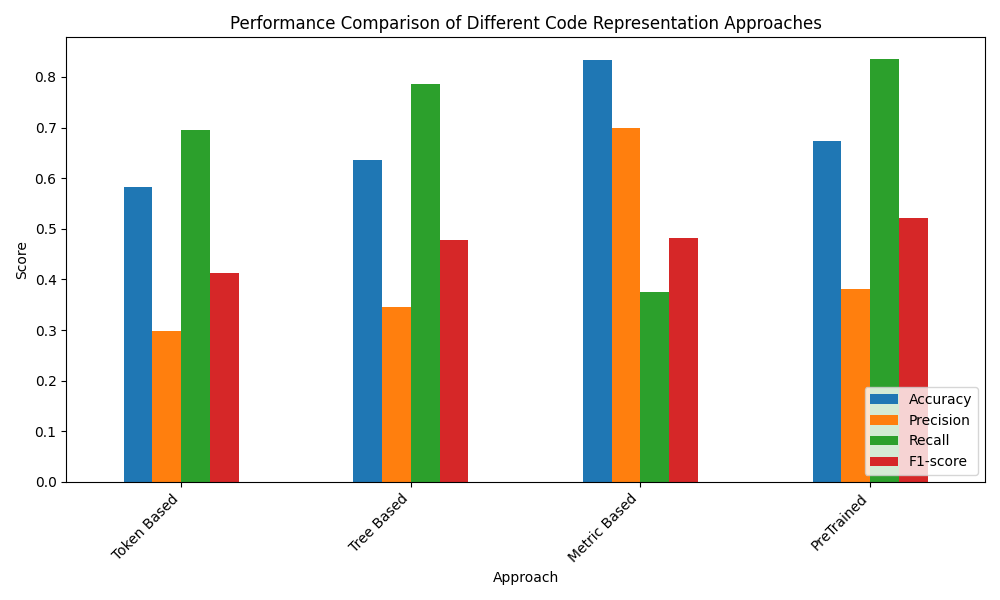 Performance Comparison of Different Code Representation Approaches
Score
0.8
0.7
0.6
0.5
0.4
0.3
0.2
0.1
0.0
Accuracy
Precision
Recall
F1-score
Token Based
Tree Based
Metric Based
PreTrained
Approach